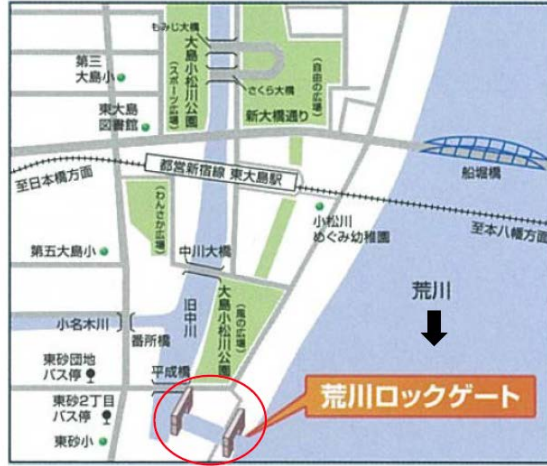 もみじ大橋
第三
大島小
大島小松川公園
(スポーツ広場)
さくら大橋
(自由の広場)
東大島
図書館
新大橋通り
船堀橋
都営新宿線 東大島駅
至日本橋方面
至本八幡方面
(わんさか広場)
小松川
めぐみ幼稚園
第五大島小
中川大橋
荒川
旧中川
大島小松川公園
(風の広場)
小名木川
番所橋
東砂団地
バス停
平成橋
荒川ロックゲート
東砂2丁目
バス停
東砂小